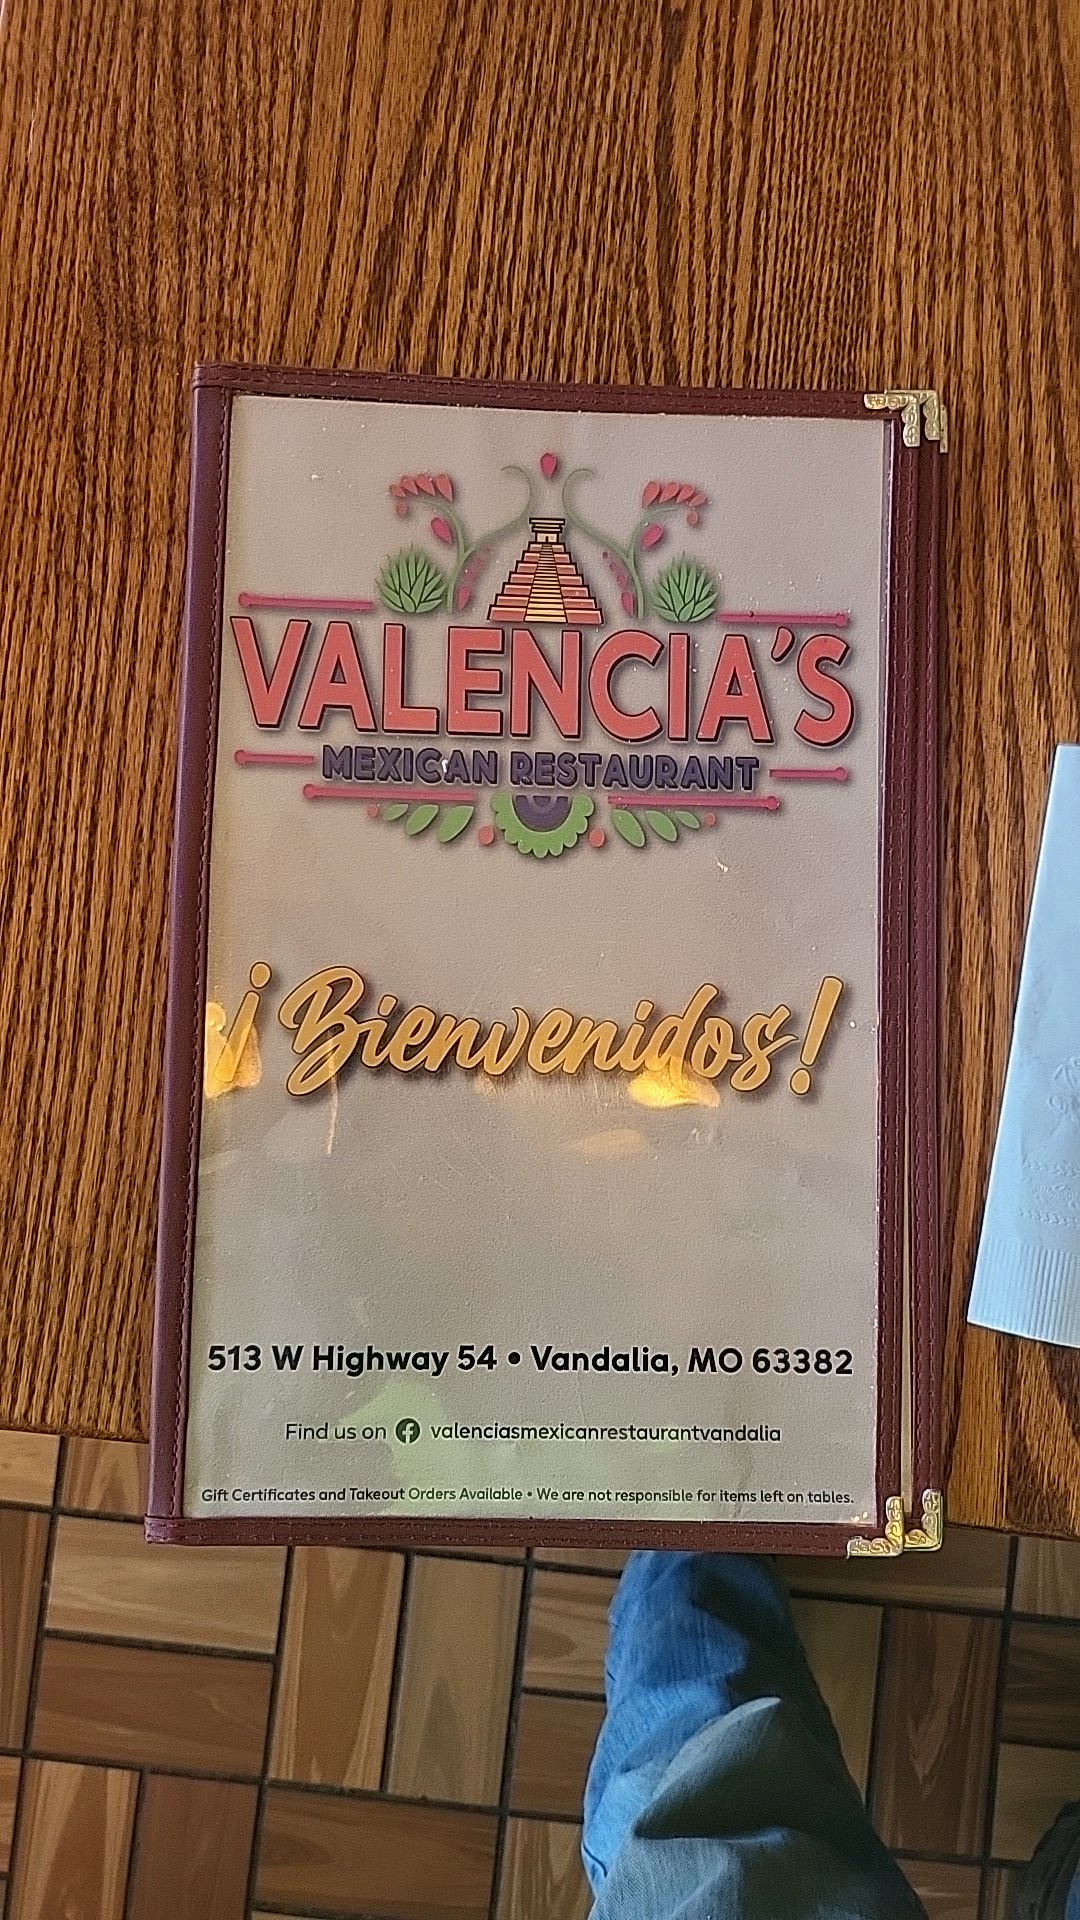 VALENCIA'S
MEXICAN RESTAURANT
¡Bienvenidos!
513 W Highway 54 • Vandalia, MO 63382
Find us on valenciasmexicanrestaurantvandalia
Gift Certificates and Takeout Orders Available • We are not responsible for items left on tables.